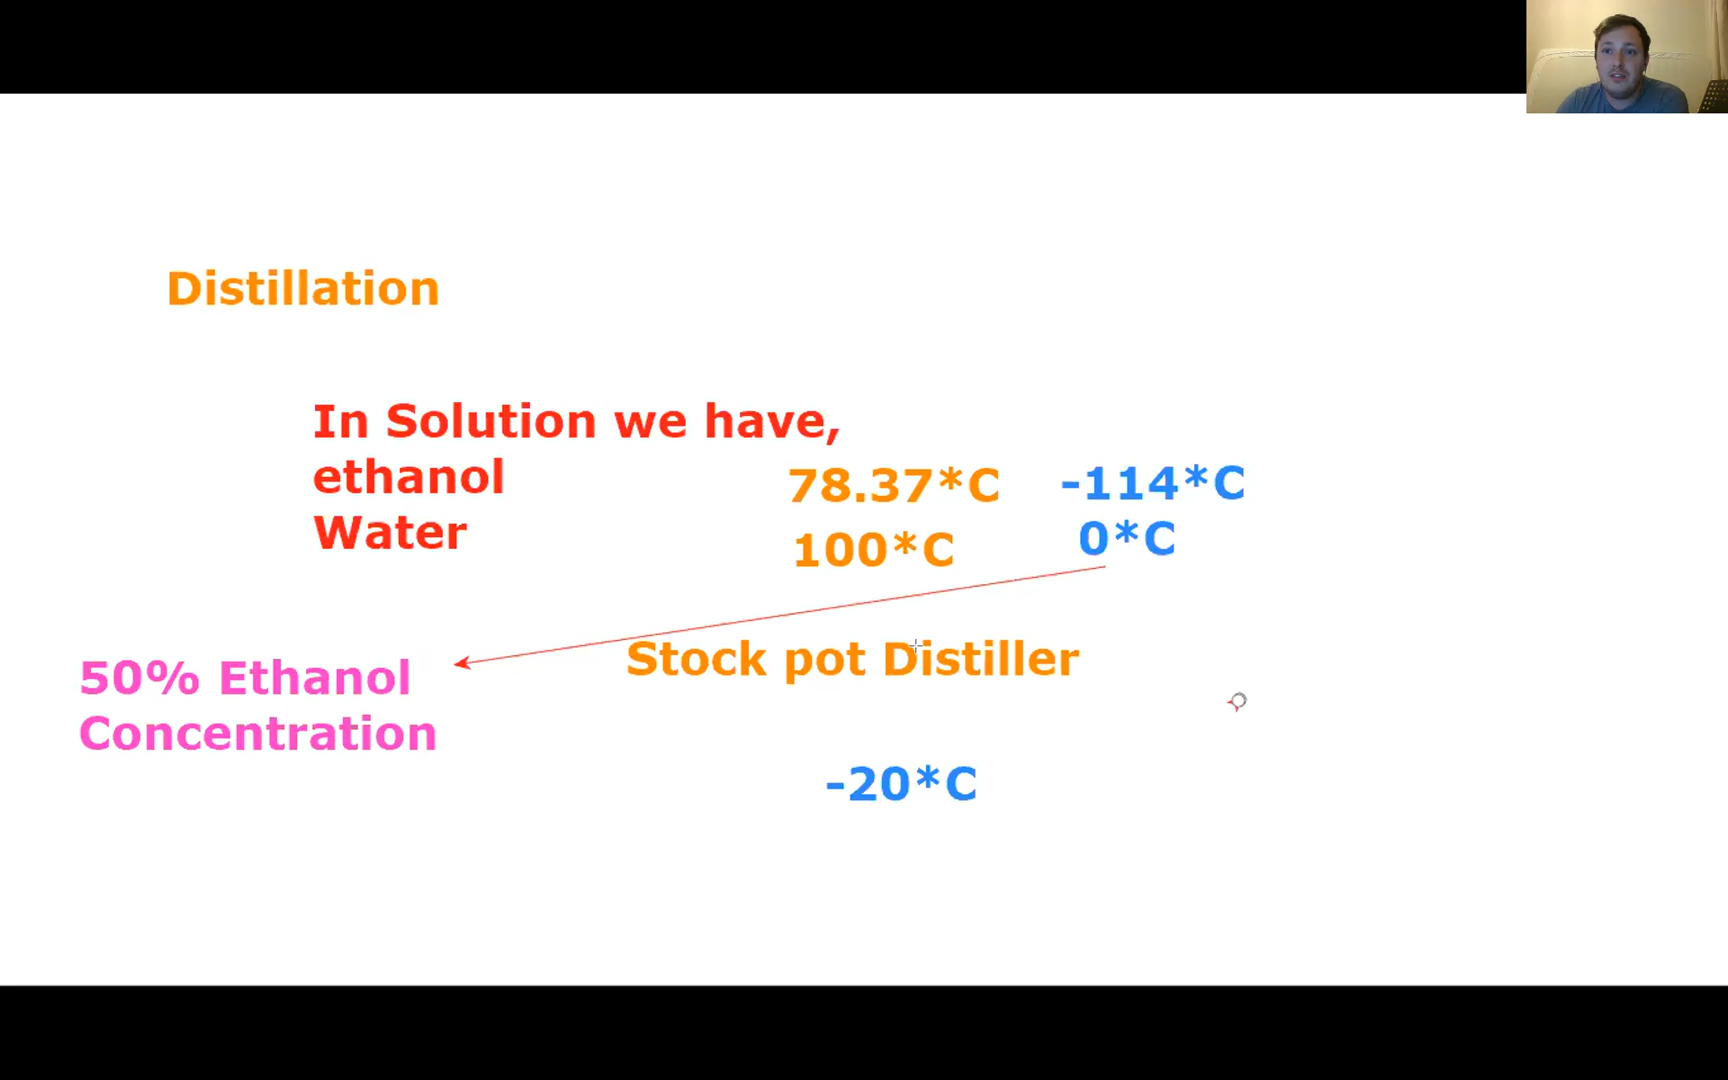 Distillation
In Solution we have,
ethanol 78.37*C -114*C
Water 100*C 0*C
Stock pot Distiller
50% Ethanol
Concentration
-20*C